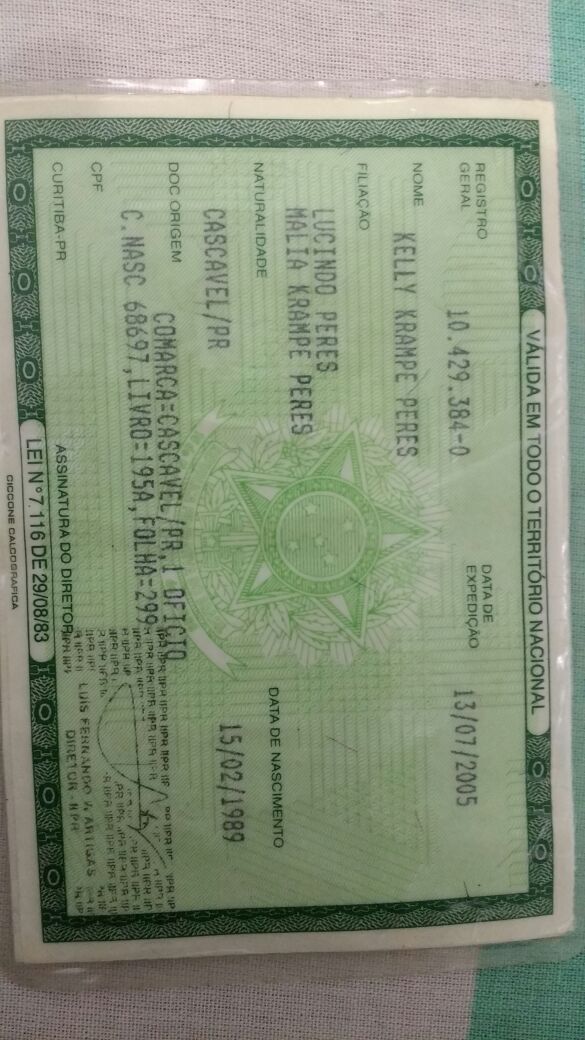 VÁLIDA EM TODO O TERRITÓRIO NACIONAL
REGISTRO GERAL 10.429.384-0 DATA DE EXPEDIÇÃO 13/07/2005
NOME
KELLY KRAMPE PERES
FILIAÇÃO
LUCINDO PERES
MALIA KRAMPE PERES
NATURALIDADE DATA DE NASCIMENTO
CASCAVEL/PR 15/02/1989
DOC ORIGEM
COMARCA=CASCAVEL/PR,1 OFICIO
C.NASC 68697,LIVRO=195A,FOLHA=299
CPF
CURITIBA-PR
LUIS FERNANDO V. ARTIGAS
DIRETOR - IIPR
ASSINATURA DO DIRETOR
LEI Nº 7.116 DE 29/08/83
CICCONE CALCOGRAFICA